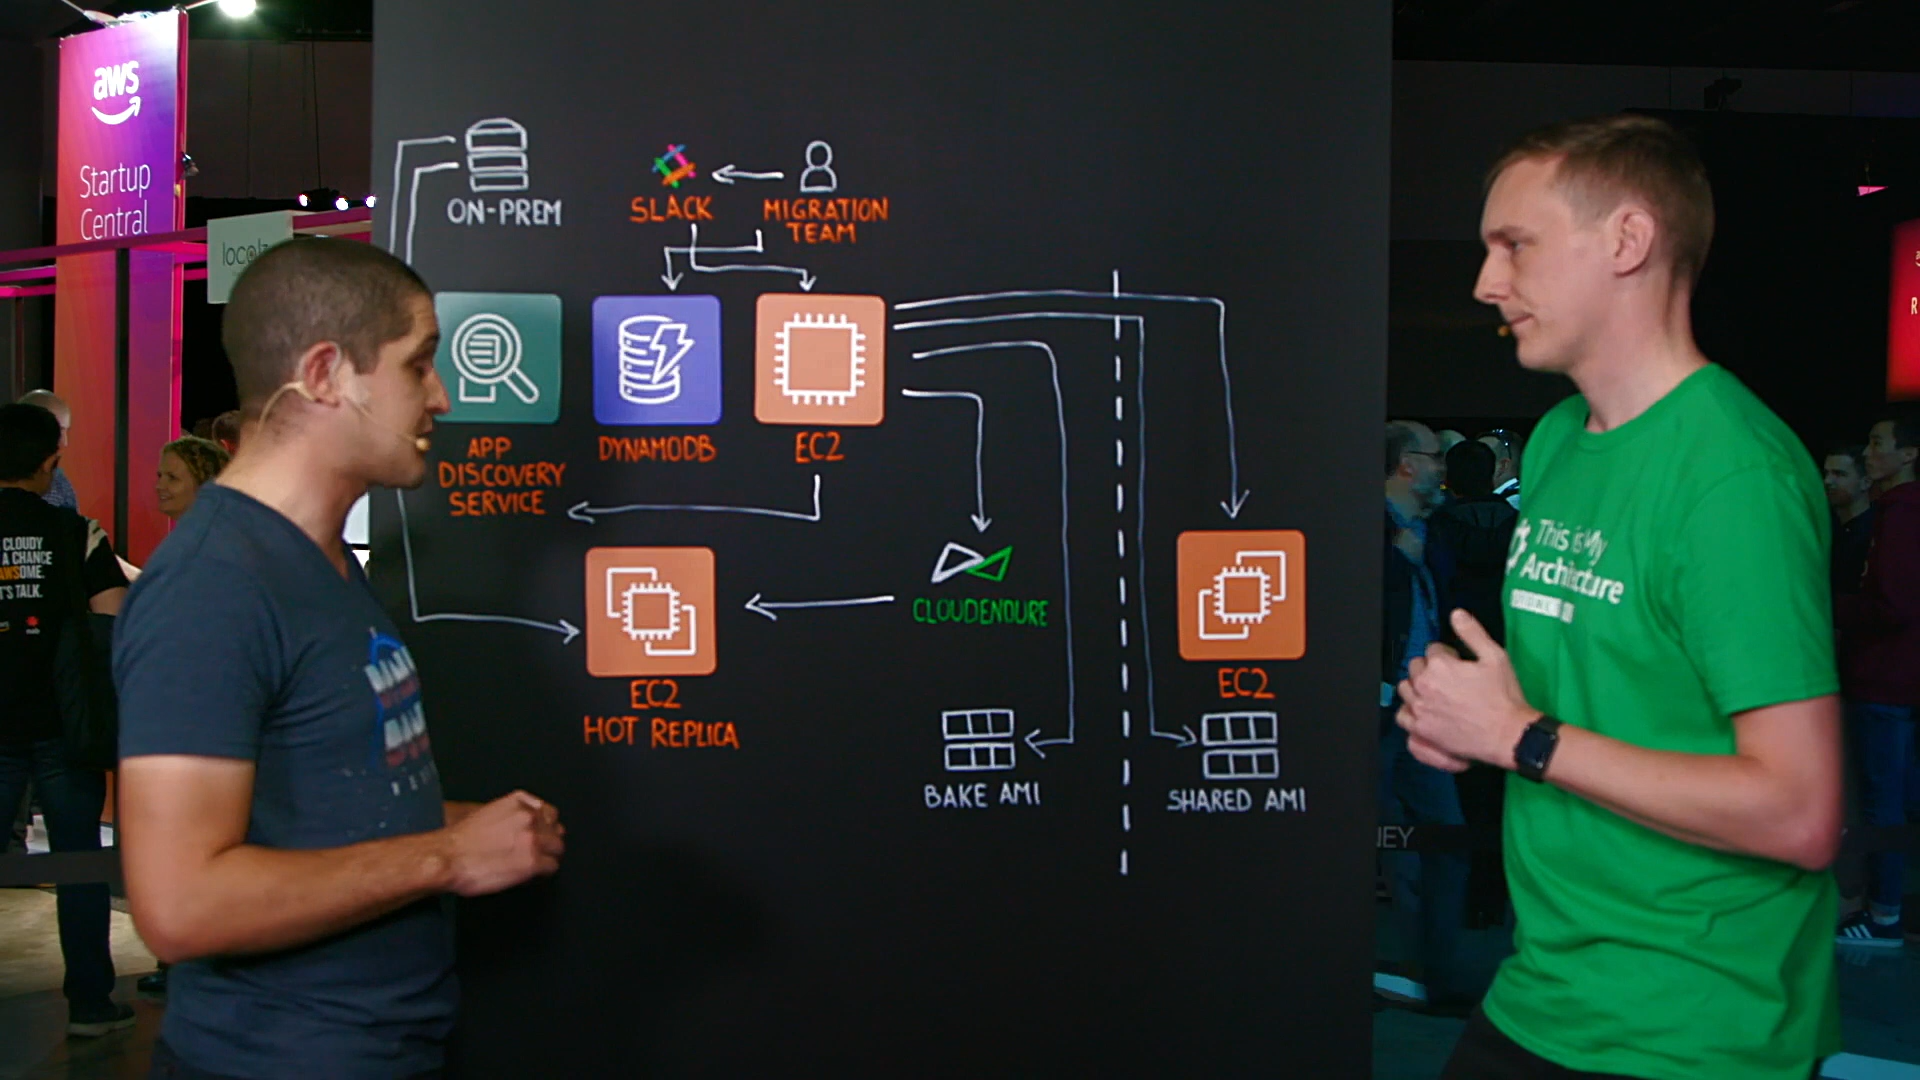 aws
Startup
Central
ON-PREM
SLACK
MIGRATION
TEAM
APP
DISCOVERY
SERVICE
DYNAMODB
EC2
EC2
HOT REPLICA
CLOUDENDURE
BAKE AMI
EC2
SHARED AMI
This is My
Architecture
CLOUDY
A CHANCE
AWSOME.
TALK.